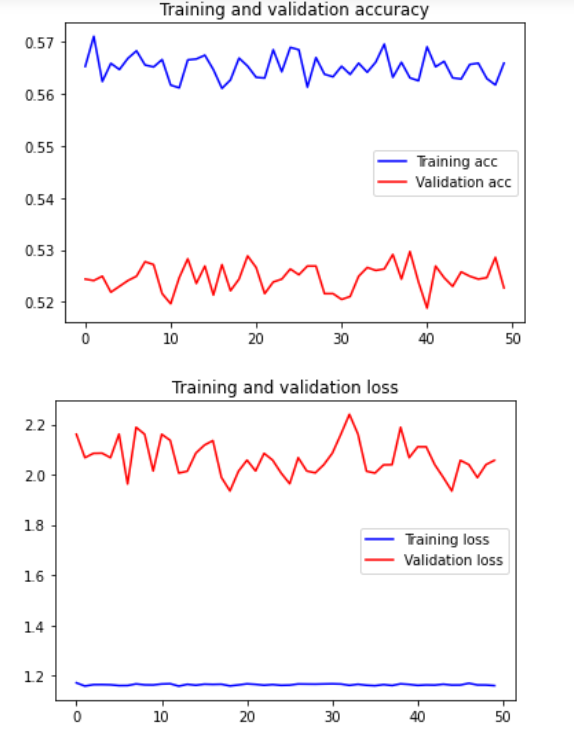 Training and validation accuracy
0.57
0.56
0.55
0.54
0.53
0.52
Training acc
Validation acc
0 10 20 30 40 50
Training and validation loss
2.2
2.0
1.8
1.6
1.4
1.2
Training loss
Validation loss
0 10 20 30 40 50